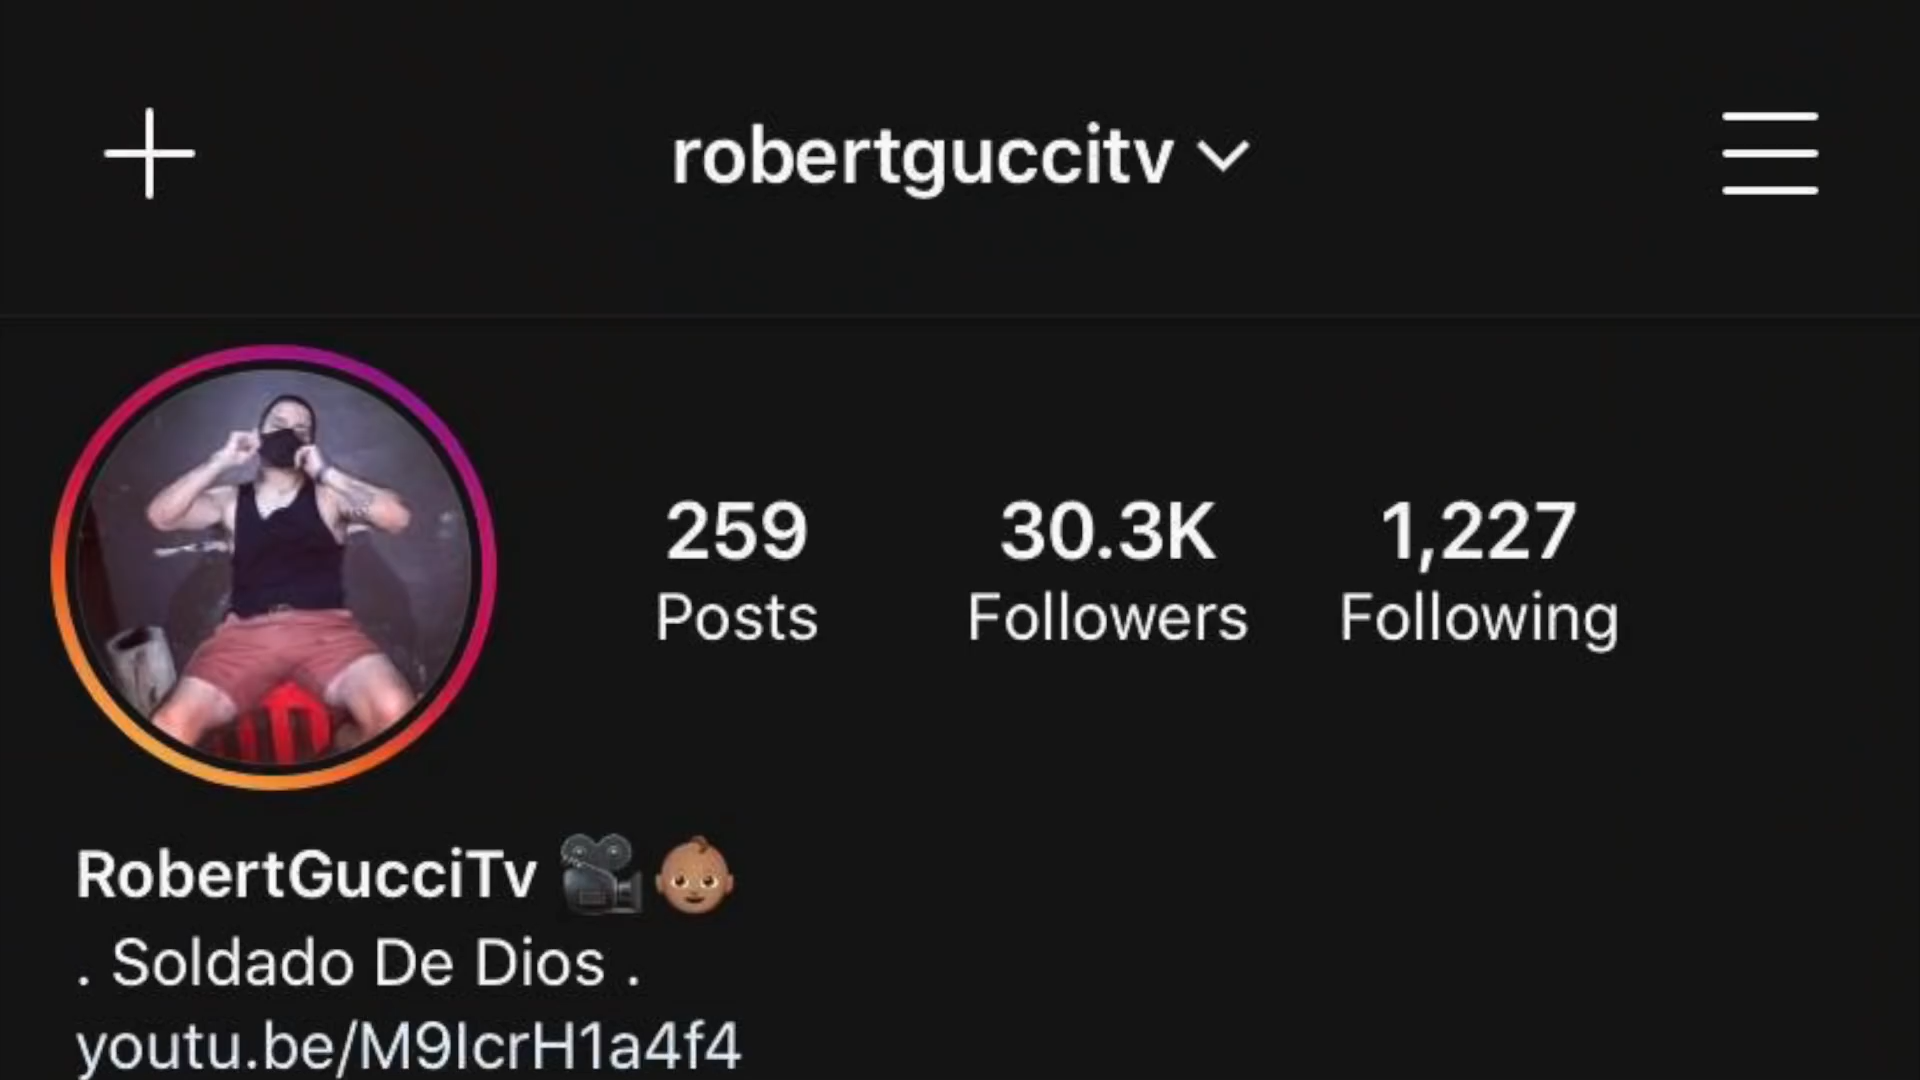 robertguccitv
259 30.3K 1,227
Posts Followers Following
RobertGucciTv 🎥👶🏽
. Soldado De Dios .
youtu.be/M9IcrH1a4f4